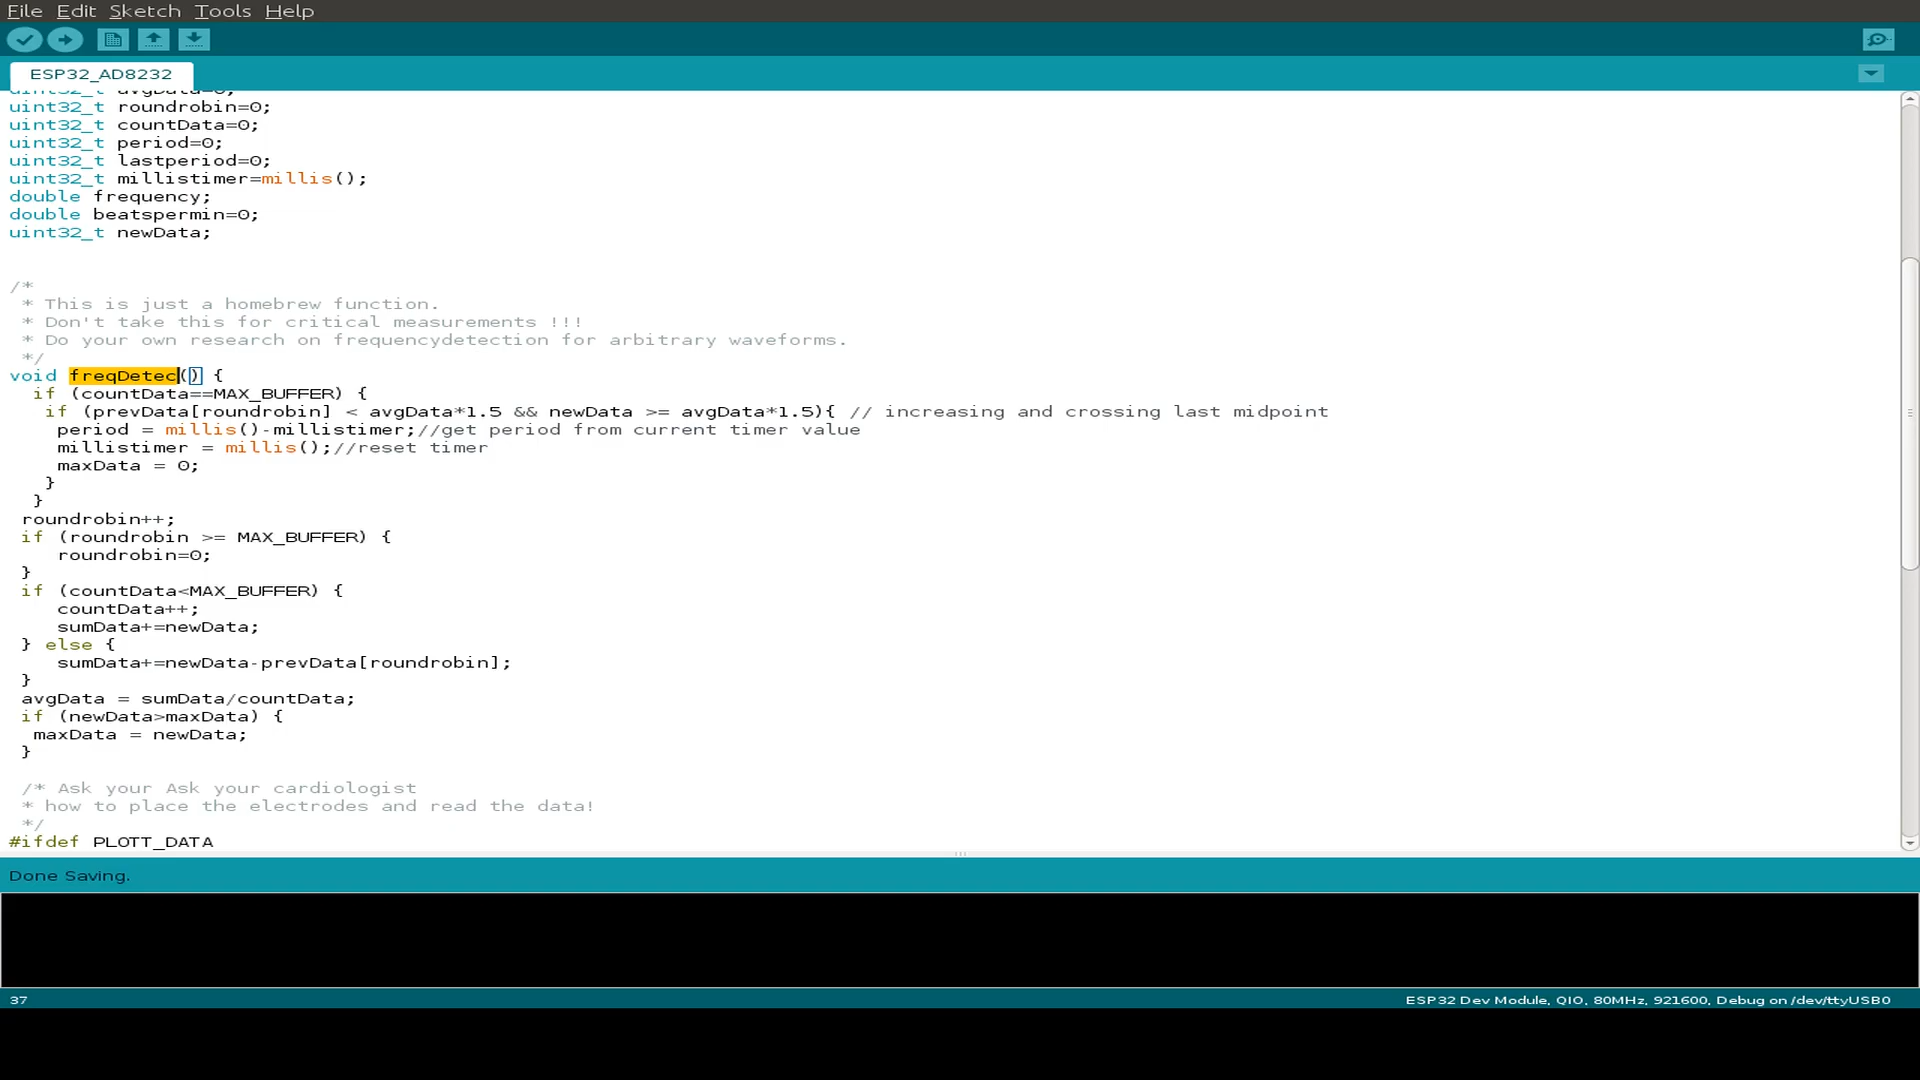 File Edit Sketch Tools Help
ESP32_AD8232
uint32_t avgData=0;
uint32_t roundrobin=0;
uint32_t countData=0;
uint32_t period=0;
uint32_t lastperiod=0;
uint32_t millistimer=millis();
double frequency;
double beatspermin=0;
uint32_t newData;
/*
* This is just a homebrew function.
* Don't take this for critical measurements !!!
* Do your own research on frequencydetection for arbitrary waveforms.
*/
void freqDetec() {
if (countData==MAX_BUFFER) {
if (prevData[roundrobin] < avgData*1.5 && newData >= avgData*1.5){ // increasing and crossing last midpoint
period = millis()-millistimer;//get period from current timer value
millistimer = millis();//reset timer
maxData = 0;
}
}
roundrobin++;
if (roundrobin >= MAX_BUFFER) {
roundrobin=0;
}
if (countData<MAX_BUFFER) {
countData++;
sumData+=newData;
} else {
sumData+=newData-prevData[roundrobin];
}
avgData = sumData/countData;
if (newData>maxData) {
maxData = newData;
}
/* Ask your Ask your cardiologist
* how to place the electrodes and read the data!
*/
#ifdef PLOTT_DATA
Done Saving.
37
ESP32 Dev Module, QIO, 80MHz, 921600, Debug on /dev/ttyUSB0